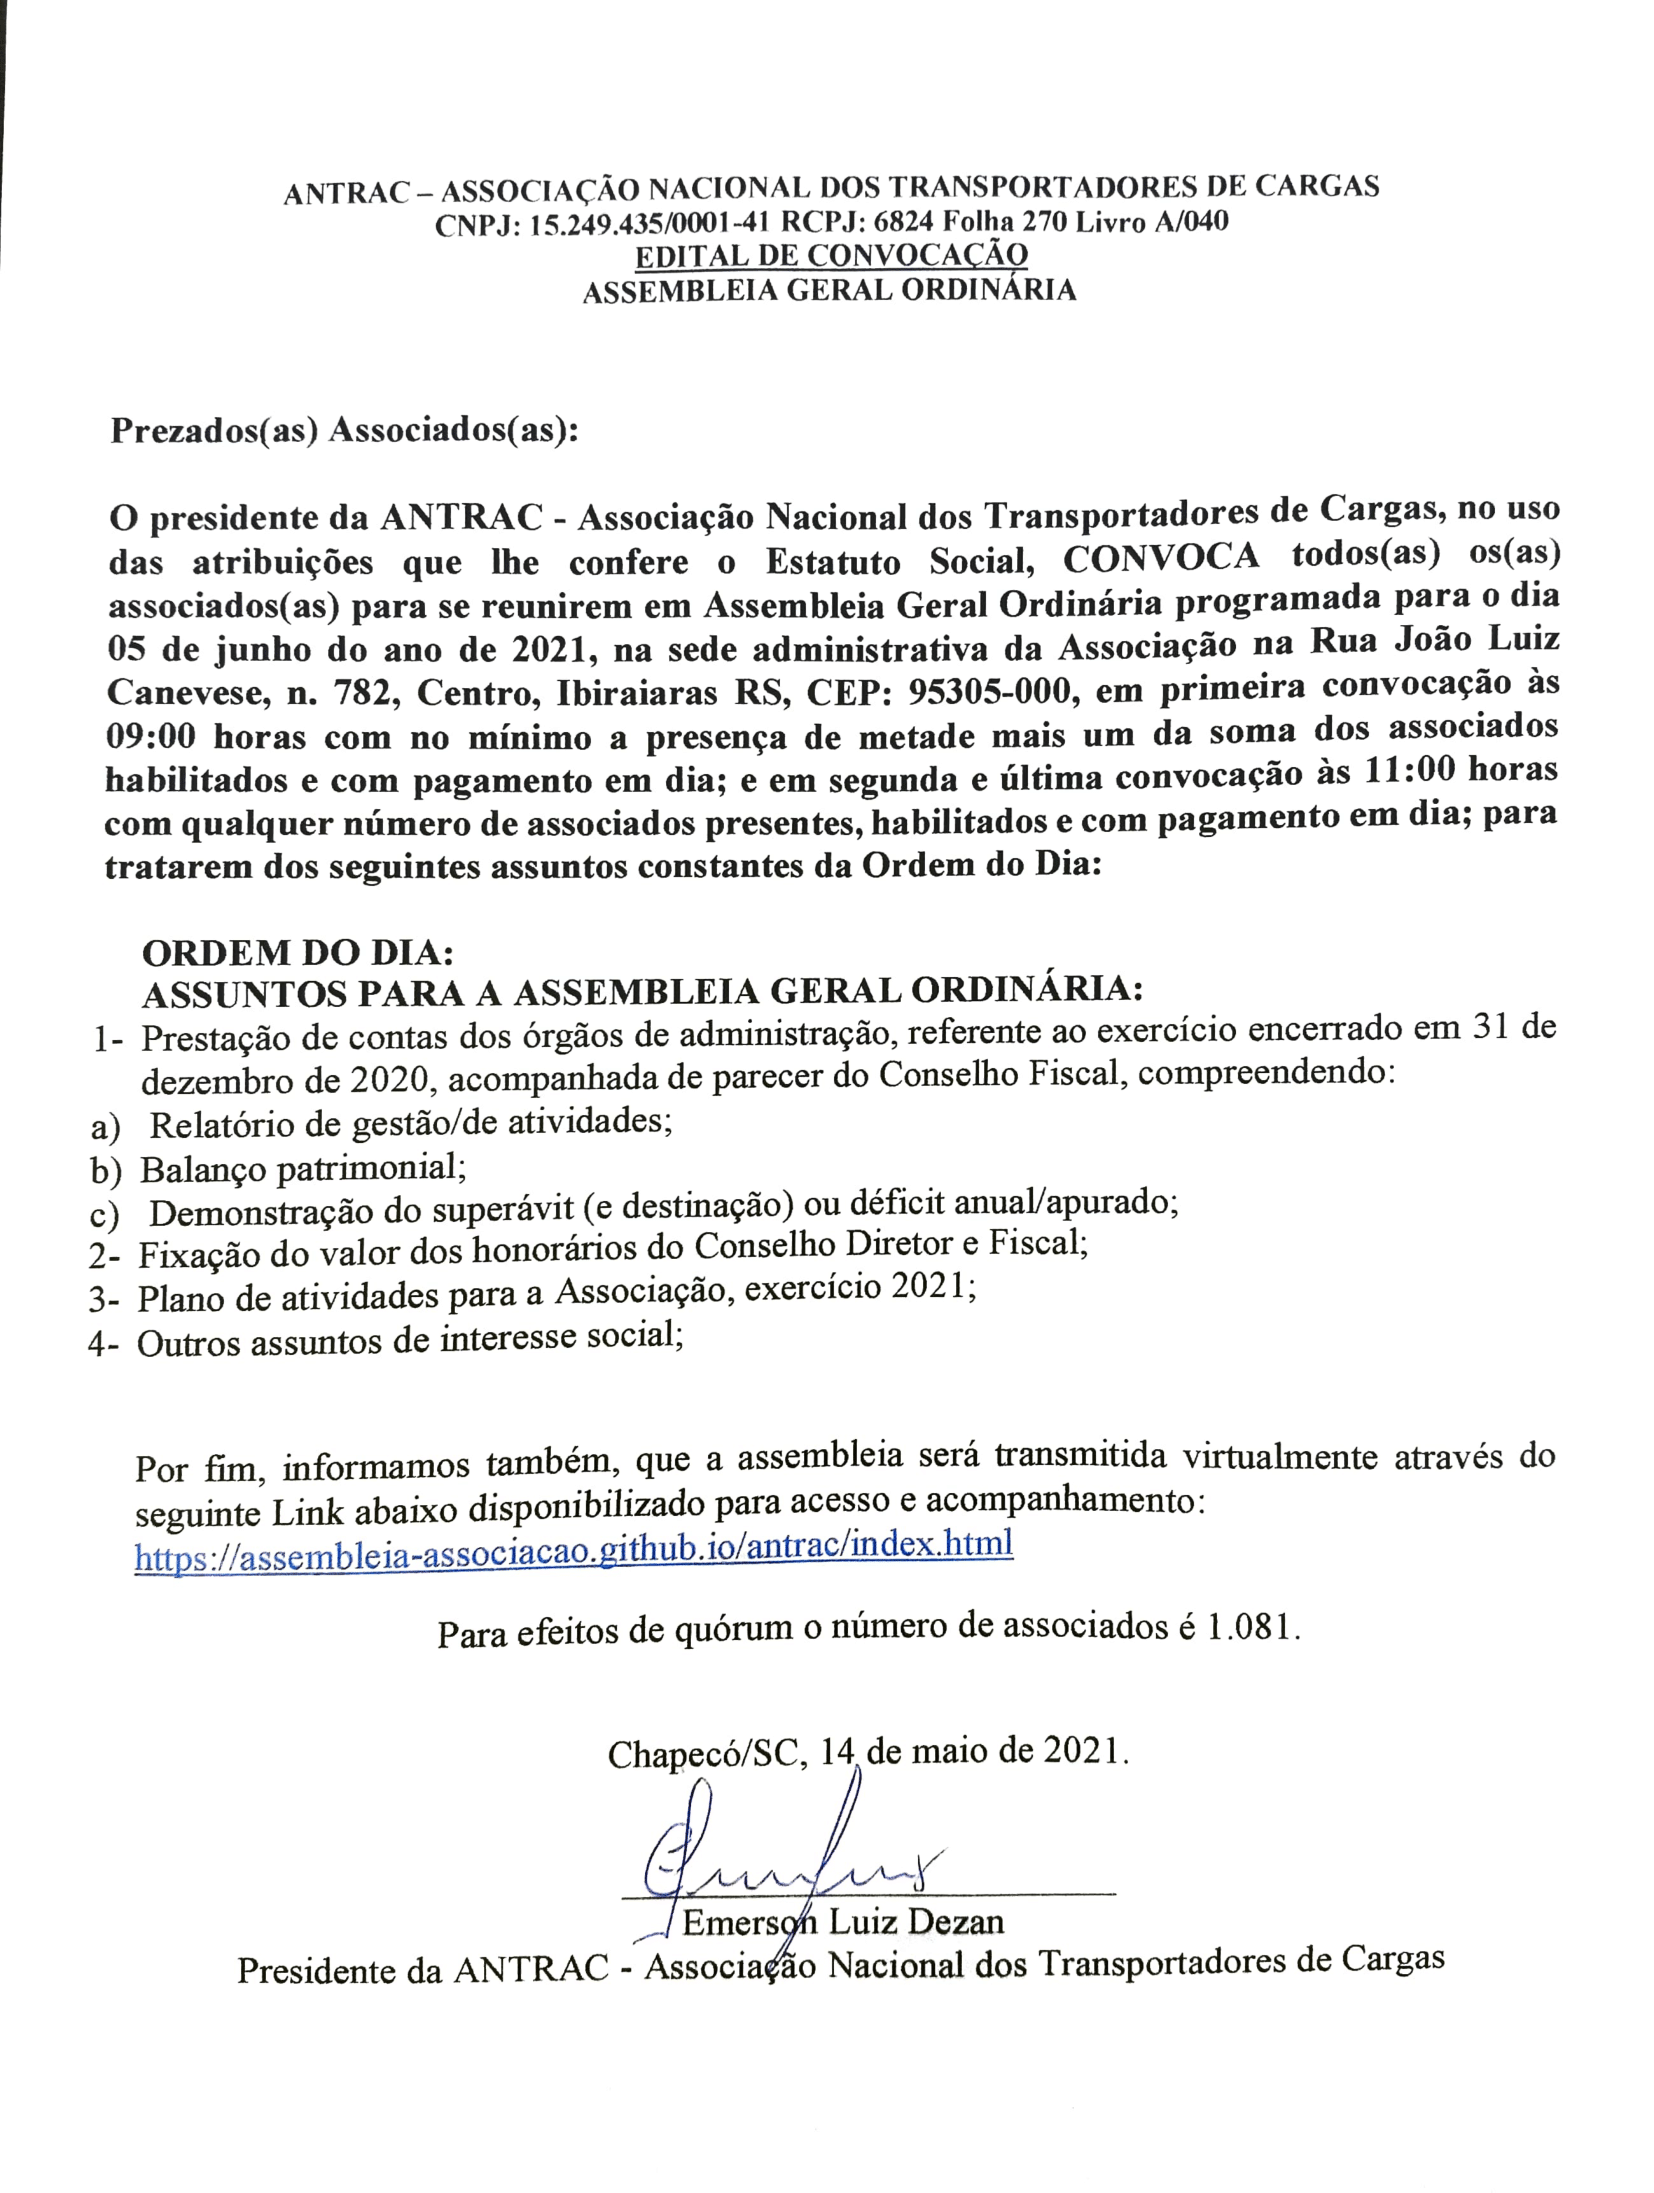 ANTRAC – ASSOCIAÇÃO NACIONAL DOS TRANSPORTADORES DE CARGAS
CNPJ: 15.249.435/0001-41 RCPJ: 6824 Folha 270 Livro A/040
EDITAL DE CONVOCAÇÃO
ASSEMBLEIA GERAL ORDINÁRIA
Prezados(as) Associados(as):
O presidente da ANTRAC - Associação Nacional dos Transportadores de Cargas, no uso
das atribuições que lhe confere o Estatuto Social, CONVOCA todos(as) os(as)
associados(as) para se reunirem em Assembleia Geral Ordinária programada para o dia
05 de junho do ano de 2021, na sede administrativa da Associação na Rua João Luiz
Canevese, n. 782, Centro, Ibiraiaras RS, CEP: 95305-000, em primeira convocação às
09:00 horas com no mínimo a presença de metade mais um da soma dos associados
habilitados e com pagamento em dia; e em segunda e última convocação às 11:00 horas
com qualquer número de associados presentes, habilitados e com pagamento em dia; para
tratarem dos seguintes assuntos constantes da Ordem do Dia:
ORDEM DO DIA:
ASSUNTOS PARA A ASSEMBLEIA GERAL ORDINÁRIA:
1- Prestação de contas dos órgãos de administração, referente ao exercício encerrado em 31 de
dezembro de 2020, acompanhada de parecer do Conselho Fiscal, compreendendo:
a) Relatório de gestão/de atividades;
b) Balanço patrimonial;
c) Demonstração do superávit (e destinação) ou déficit anual/apurado;
2- Fixação do valor dos honorários do Conselho Diretor e Fiscal;
3- Plano de atividades para a Associação, exercício 2021;
4- Outros assuntos de interesse social;
Por fim, informamos também, que a assembleia será transmitida virtualmente através do
seguinte Link abaixo disponibilizado para acesso e acompanhamento:
https://assembleia-associacao.github.io/antrac/index.html
Para efeitos de quórum o número de associados é 1.081.
Chapecó/SC, 14 de maio de 2021.
Emerson Luiz Dezan
Presidente da ANTRAC - Associação Nacional dos Transportadores de Cargas